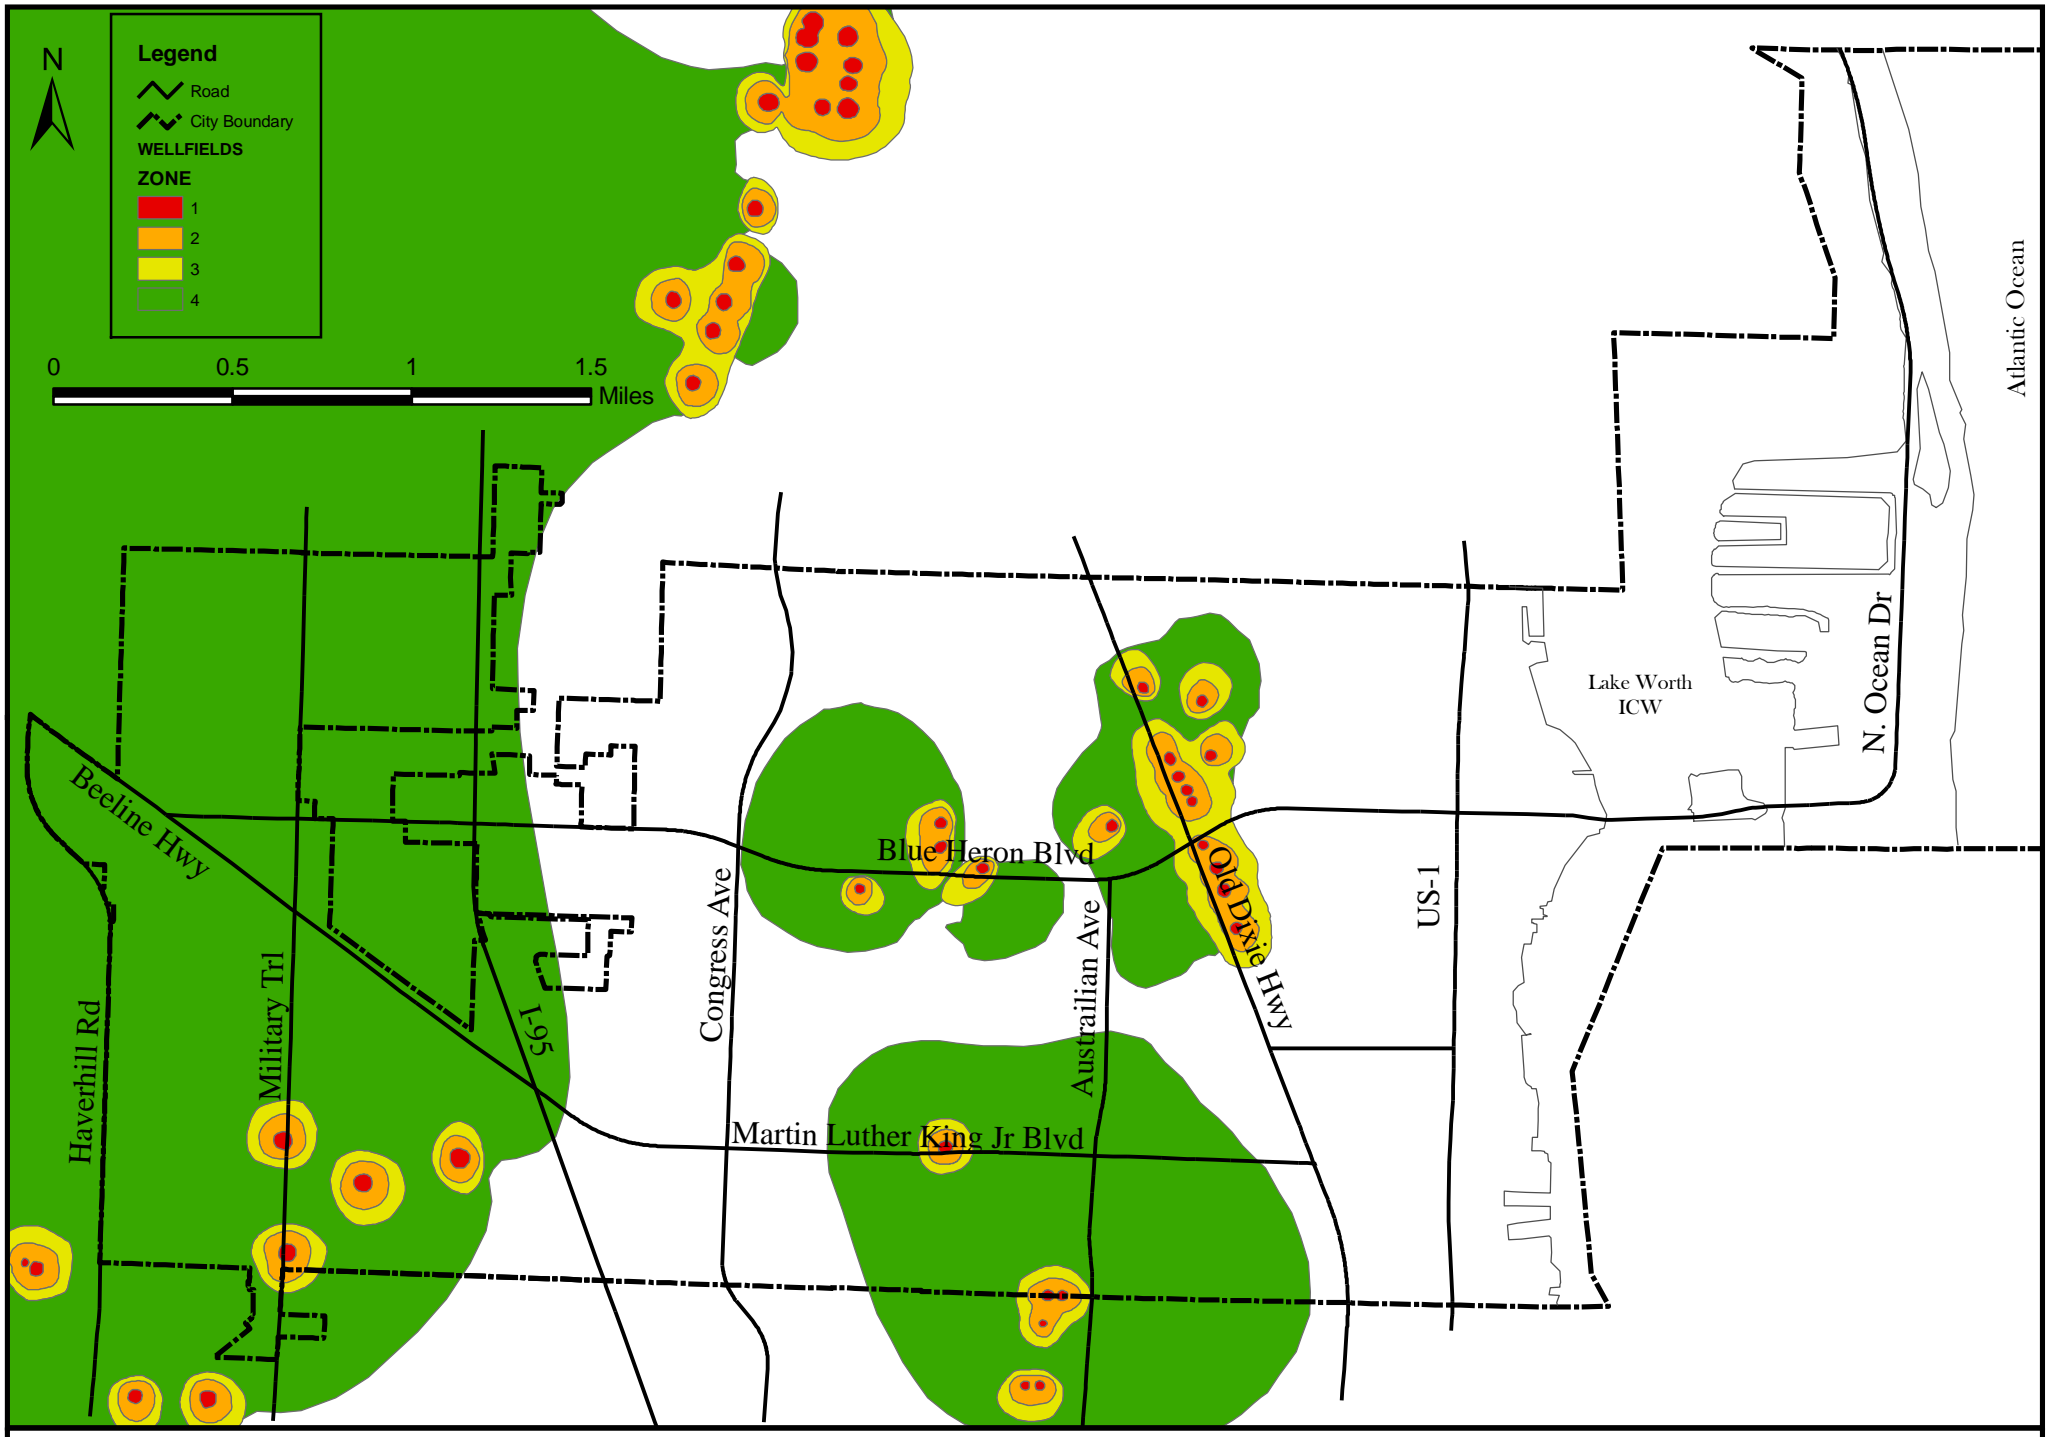 N
Legend
Road
City Boundary
WELLFIELDS
ZONE
1
2
3
4
0 0.5 1 1.5
Miles
Atlantic Ocean
N. Ocean Dr
Lake Worth
ICW
Beeline Hwy
Blue Heron Blvd
Old Dixie Hwy
US-1
Congress Ave
Austrailian Ave
Military Trl
I-95
Haverhill Rd
Martin Luther King Jr Blvd